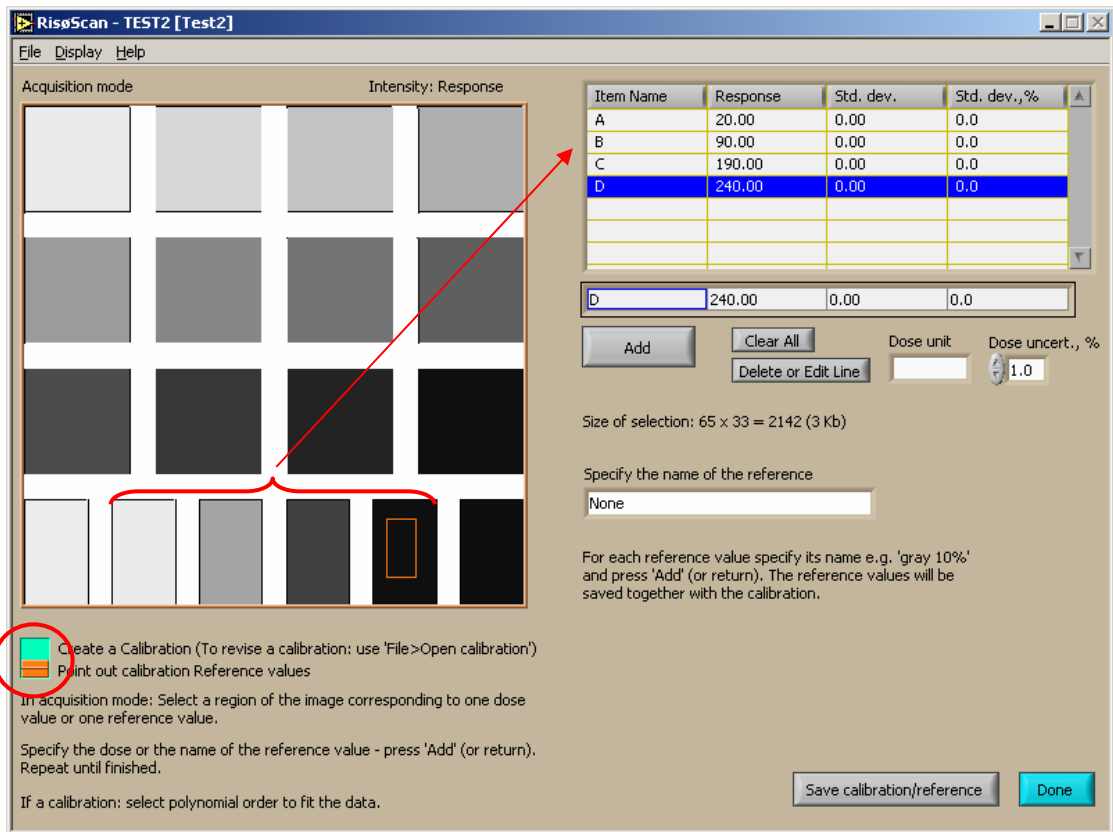 RisøScan - TEST2 [Test2]
File Display Help
Acquisition mode
Intensity: Response
Item Name Response Std. dev. Std. dev.,%
A 20.00 0.00 0.0
B 90.00 0.00 0.0
C 190.00 0.00 0.0
D 240.00 0.00 0.0
D 240.00 0.00 0.0
Add
Clear All
Delete or Edit Line
Dose unit
Dose uncert., %
1.0
Size of selection: 65 x 33 = 2142 (3 Kb)
Specify the name of the reference
None
For each reference value specify its name e.g. 'gray 10%'
and press 'Add' (or return). The reference values will be
saved together with the calibration.
Create a Calibration (To revise a calibration: use 'File>Open calibration')
Point out calibration Reference values
In acquisition mode: Select a region of the image corresponding to one dose
value or one reference value.
Specify the dose or the name of the reference value - press 'Add' (or return).
Repeat until finished.
If a calibration: select polynomial order to fit the data.
Save calibration/reference
Done